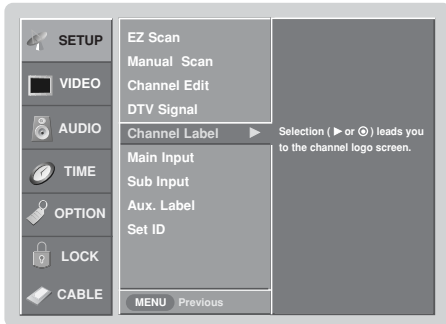 SETUP
VIDEO
AUDIO
TIME
OPTION
LOCK
CABLE
EZ Scan
Manual Scan
Channel Edit
DTV Signal
Channel Label ▶
Main Input
Sub Input
Aux. Label
Set ID
MENU Previous
Selection ( ▶ or ⊙ ) leads you
to the channel logo screen.